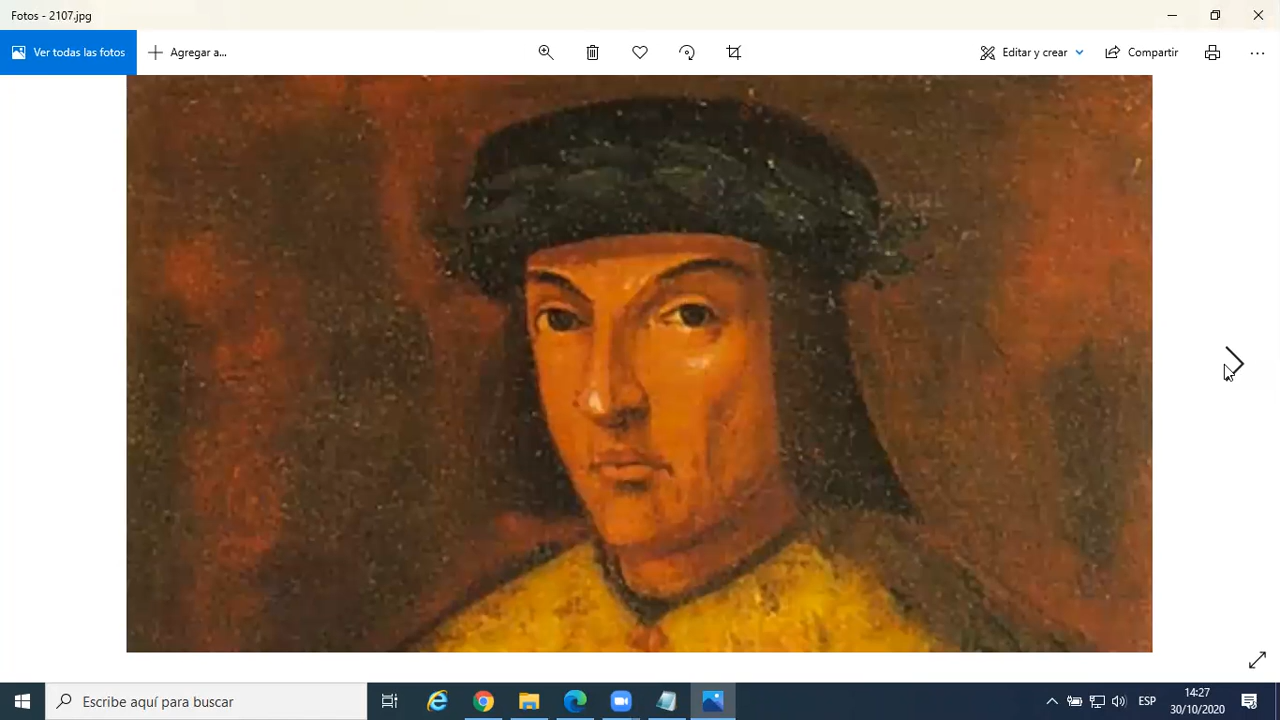 Fotos - 2107.jpg
Ver todas las fotos
Agregar a...
Editar y crear
Compartir
Escribe aquí para buscar
ESP
14:27
30/10/2020